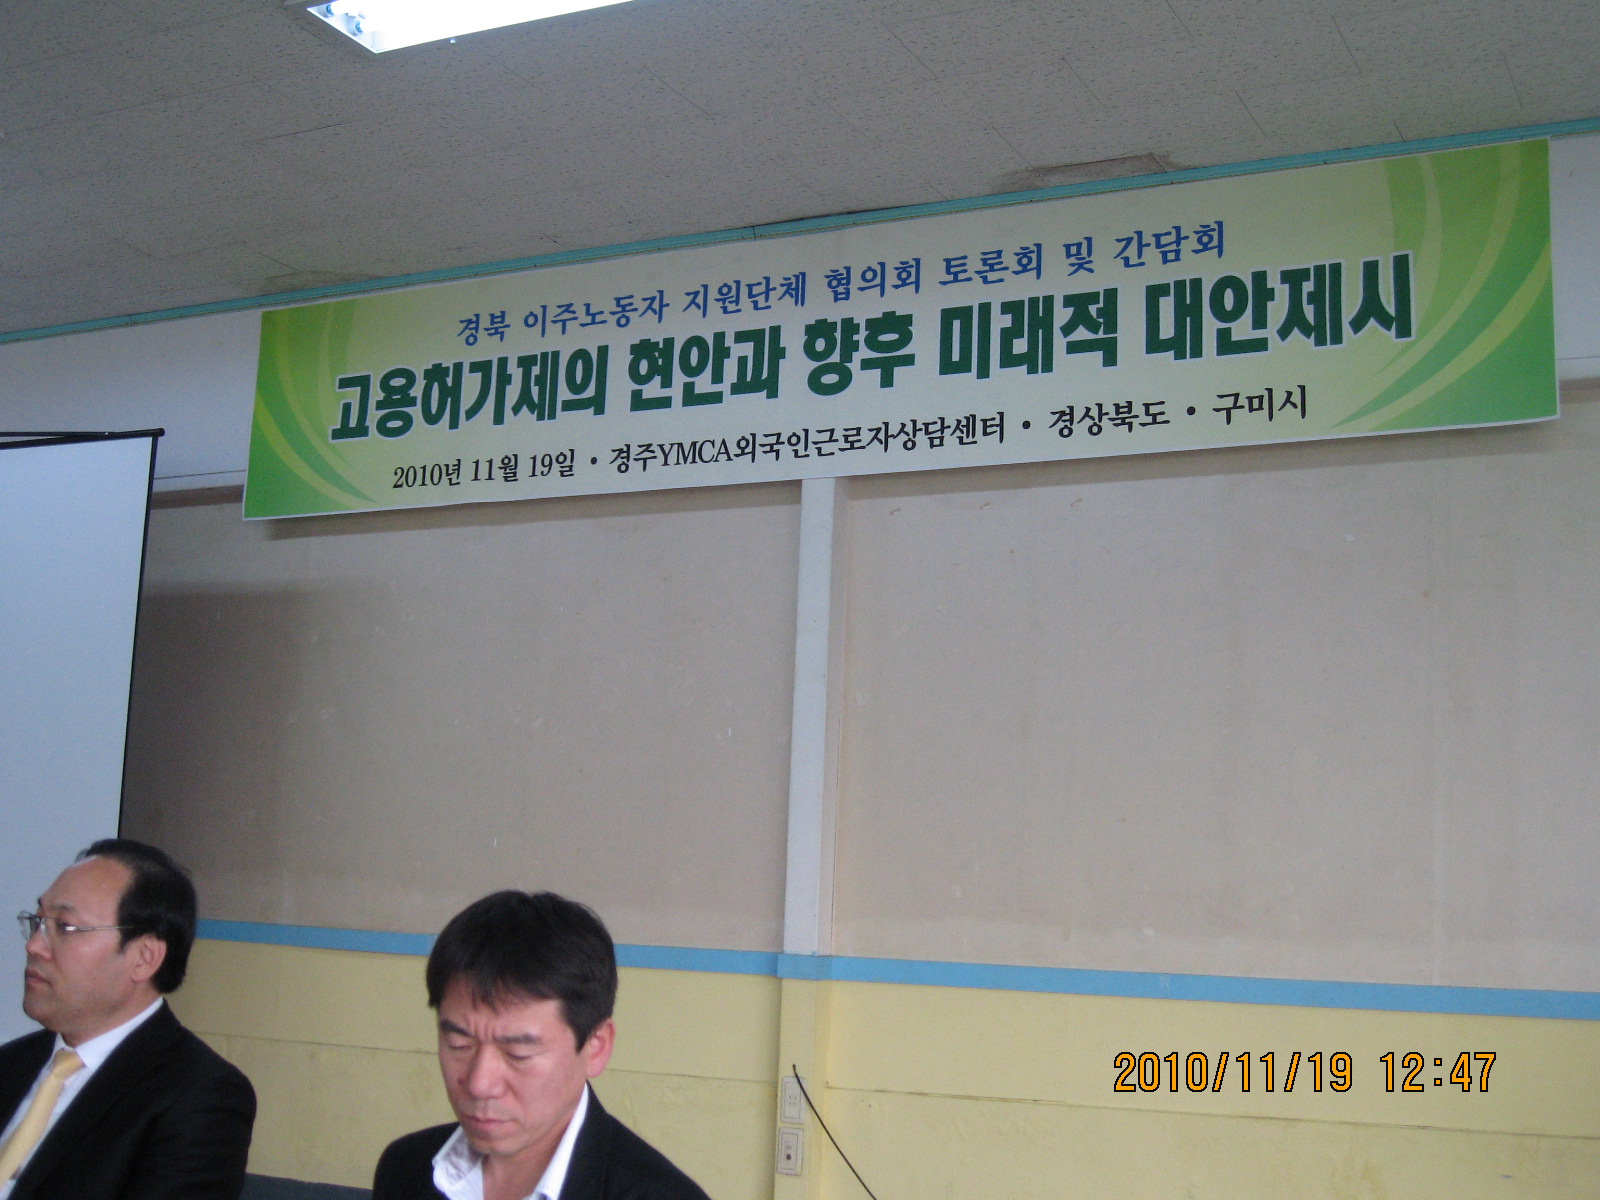 경북 이주노동자 지원단체 협의회 토론회 및 간담회
고용허가제의 현안과 향후 미래적 대안제시
2010년 11월 19일 · 경주YMCA외국인근로자상담센터 · 경상북도 · 구미시
2010/11/19 12:47